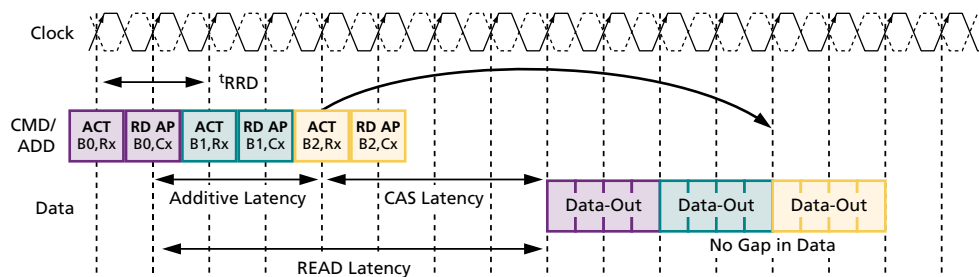 Clock
tRRD
CMD/
ADD
ACT
B0,Rx
RD AP
B0,Cx
ACT
B1,Rx
RD AP
B1,Cx
ACT
B2,Rx
RD AP
B2,Cx
Additive Latency
CAS Latency
Data
Data-Out
Data-Out
Data-Out
No Gap in Data
READ Latency